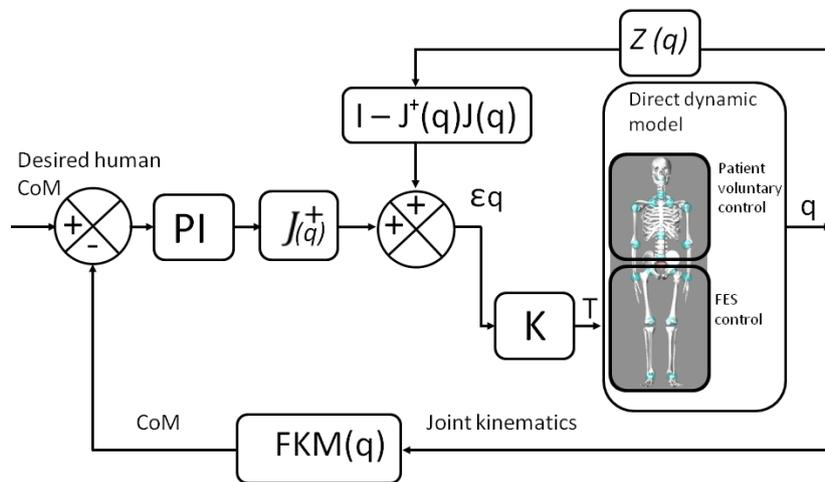 Z (q)
I – J⁺(q)J(q)
Direct dynamic
model
Desired human
CoM
Patient
voluntary
control
+
-
PI
J(q)⁺
+
+
εq
q
K
T
FES
control
CoM
FKM(q)
Joint kinematics